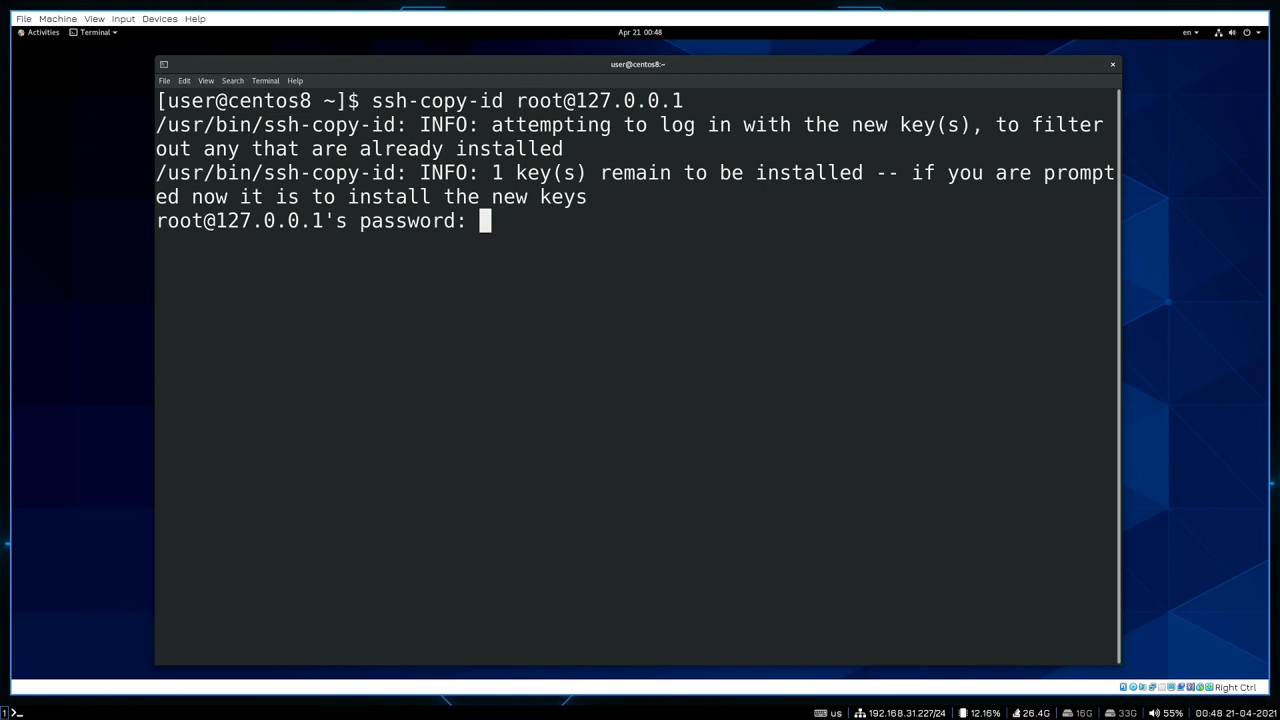 File Machine View Input Devices Help
Activities Terminal Apr 21 00:48 en
user@centos8:~
File Edit View Search Terminal Help
[user@centos8 ~]$ ssh-copy-id root@127.0.0.1
/usr/bin/ssh-copy-id: INFO: attempting to log in with the new key(s), to filter
out any that are already installed
/usr/bin/ssh-copy-id: INFO: 1 key(s) remain to be installed -- if you are prompt
ed now it is to install the new keys
root@127.0.0.1's password:
Right Ctrl
1 >_ us 192.168.31.227/24 12.16% 26.4G 16G 33G 55% 00:48 21-04-2021